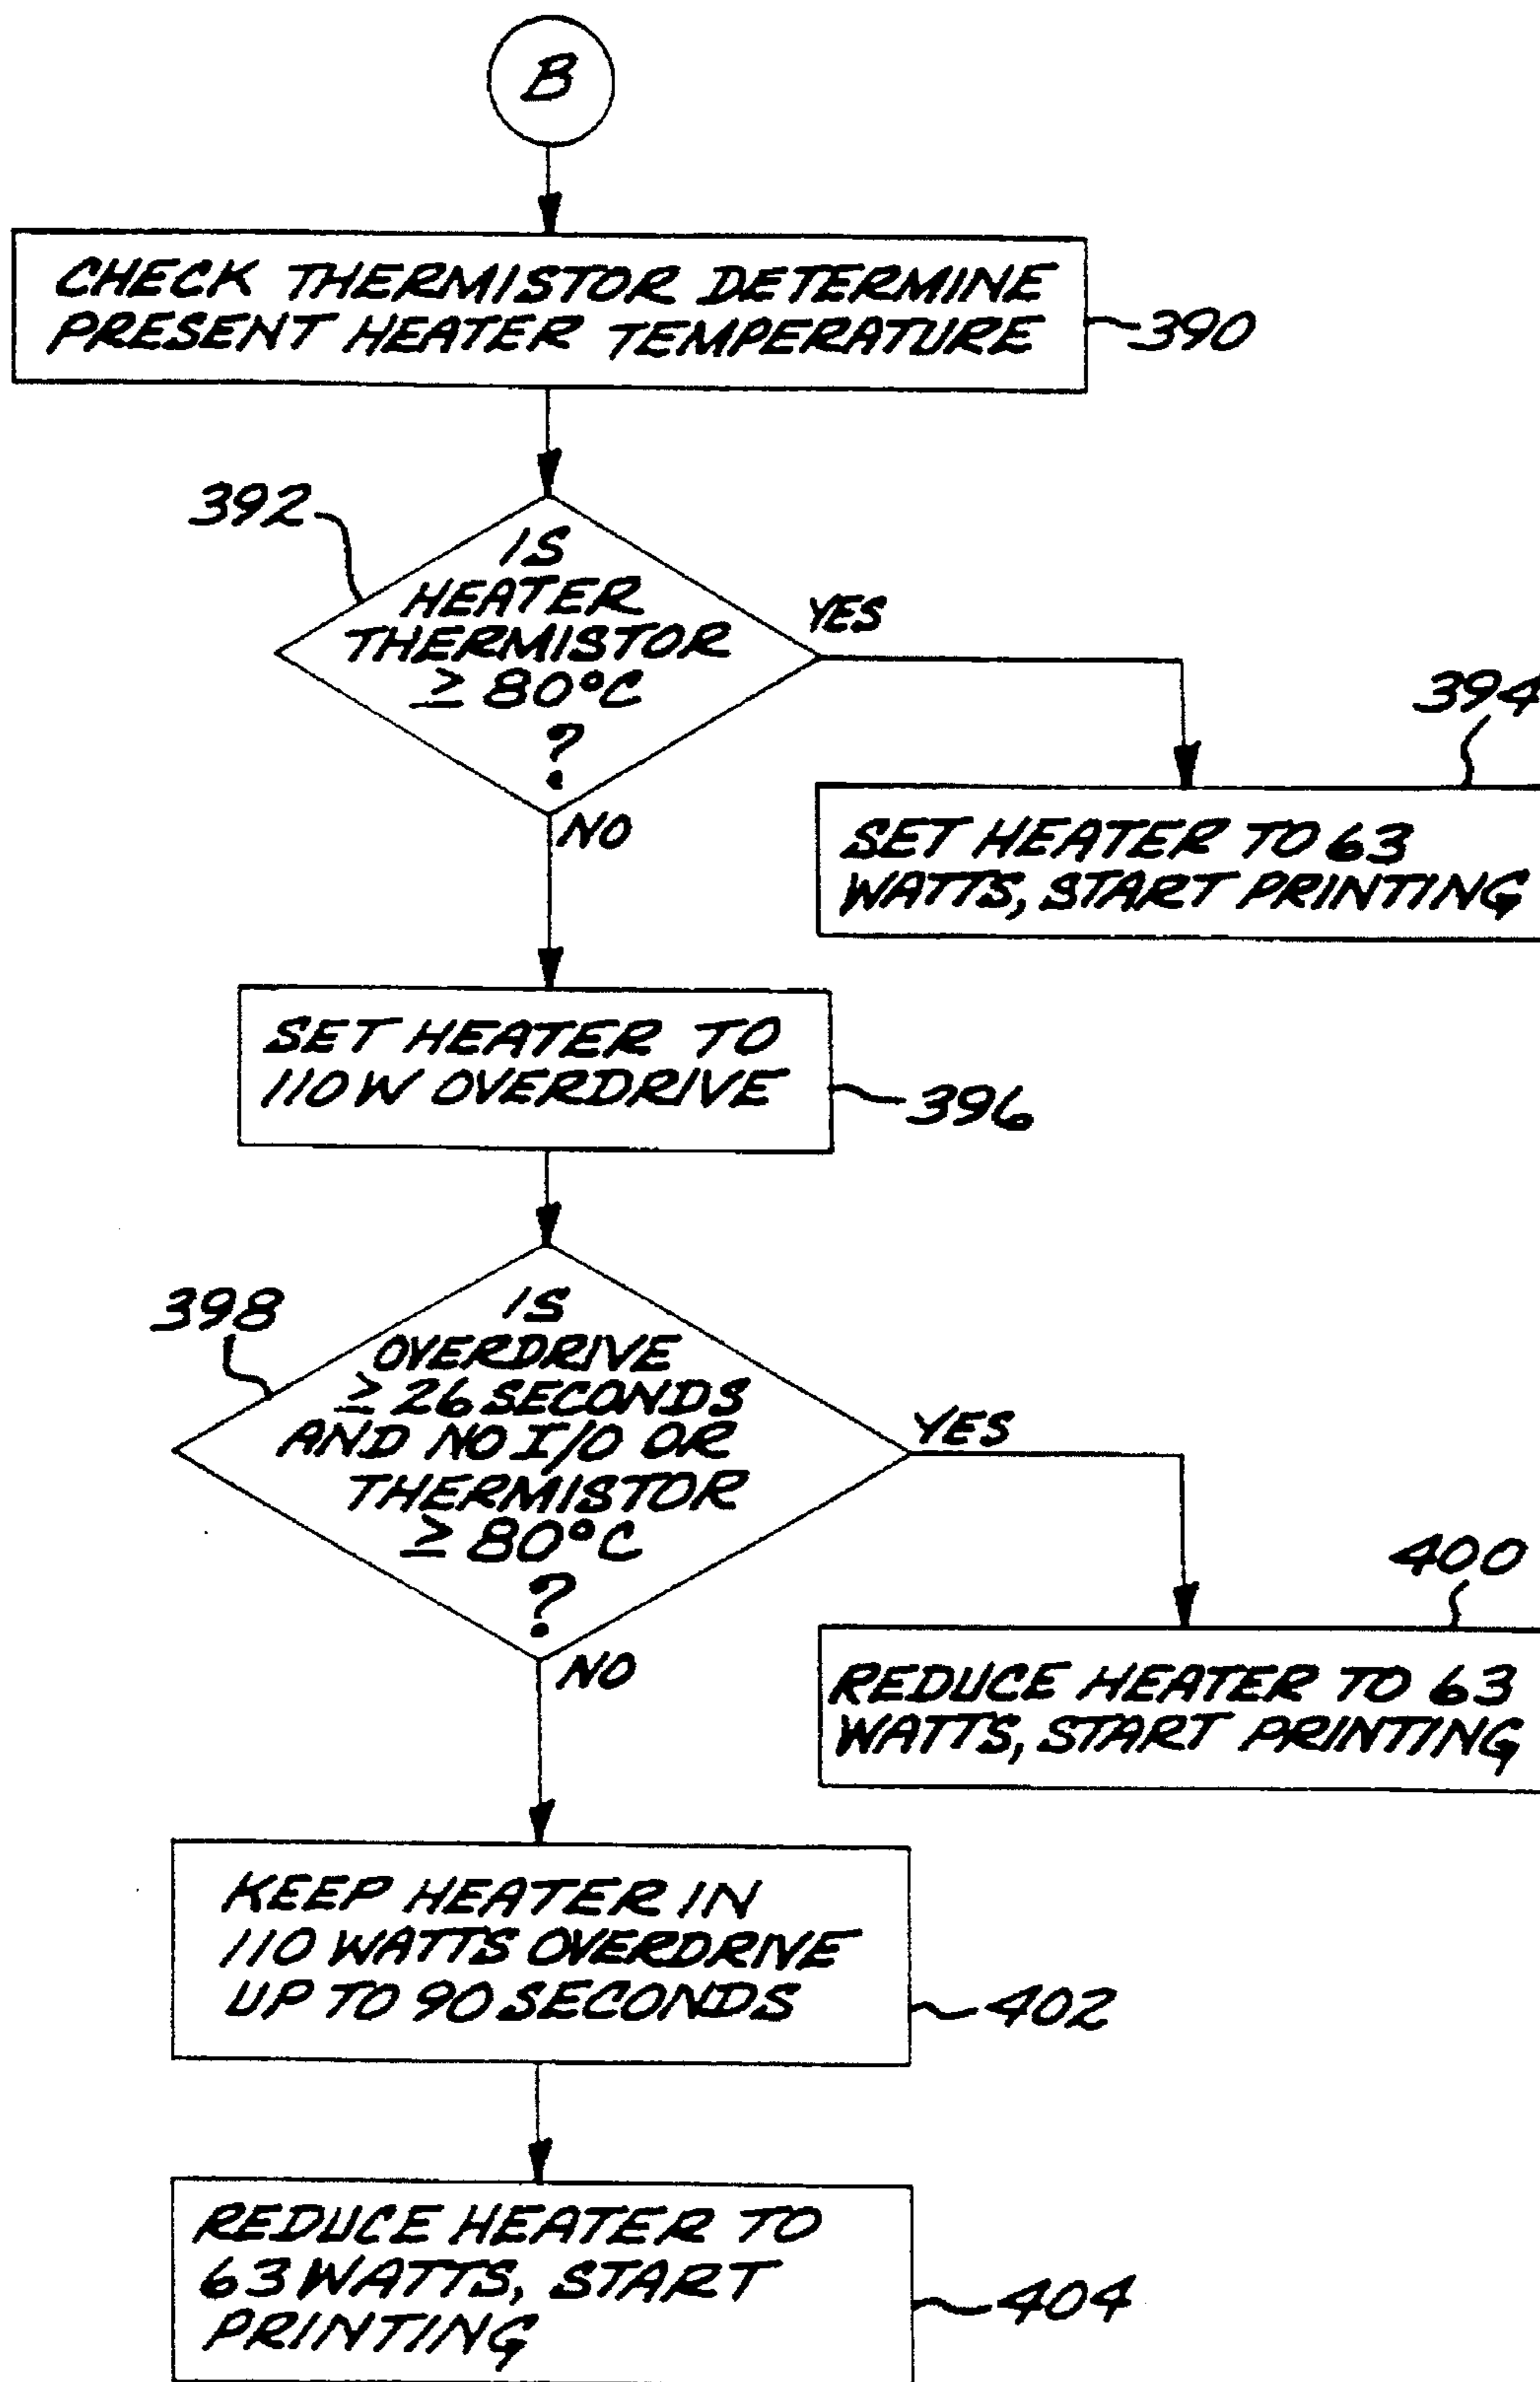 B
CHECK THERMISTOR DETERMINE
PRESENT HEATER TEMPERATURE
390
392
IS
HEATER
THERMISTOR
≥ 80°C
?
YES
NO
394
SET HEATER TO 63
WATTS, START PRINTING
SET HEATER TO
110W OVERDRIVE
396
398
IS
OVERDRIVE
≥ 26 SECONDS
AND NO I/O OR
THERMISTOR
≥ 80°C
?
YES
NO
400
REDUCE HEATER TO 63
WATTS, START PRINTING
KEEP HEATER IN
110 WATTS OVERDRIVE
UP TO 90 SECONDS
402
REDUCE HEATER TO
63 WATTS, START
PRINTING
404